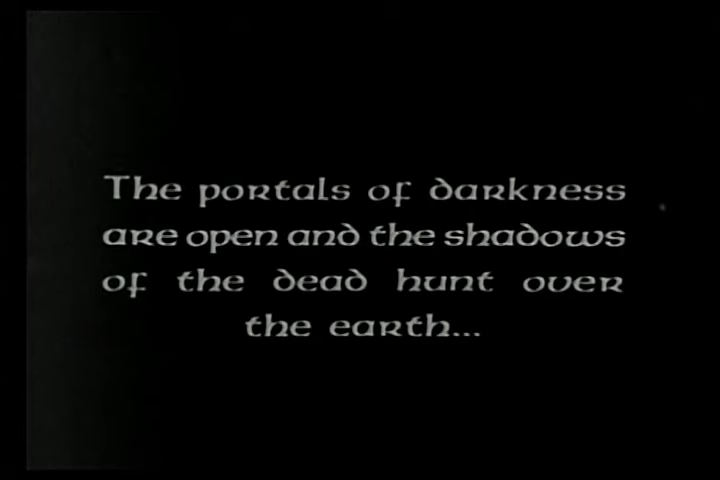 The portals of darkness
are open and the shadows
of the dead hunt over
the earth...